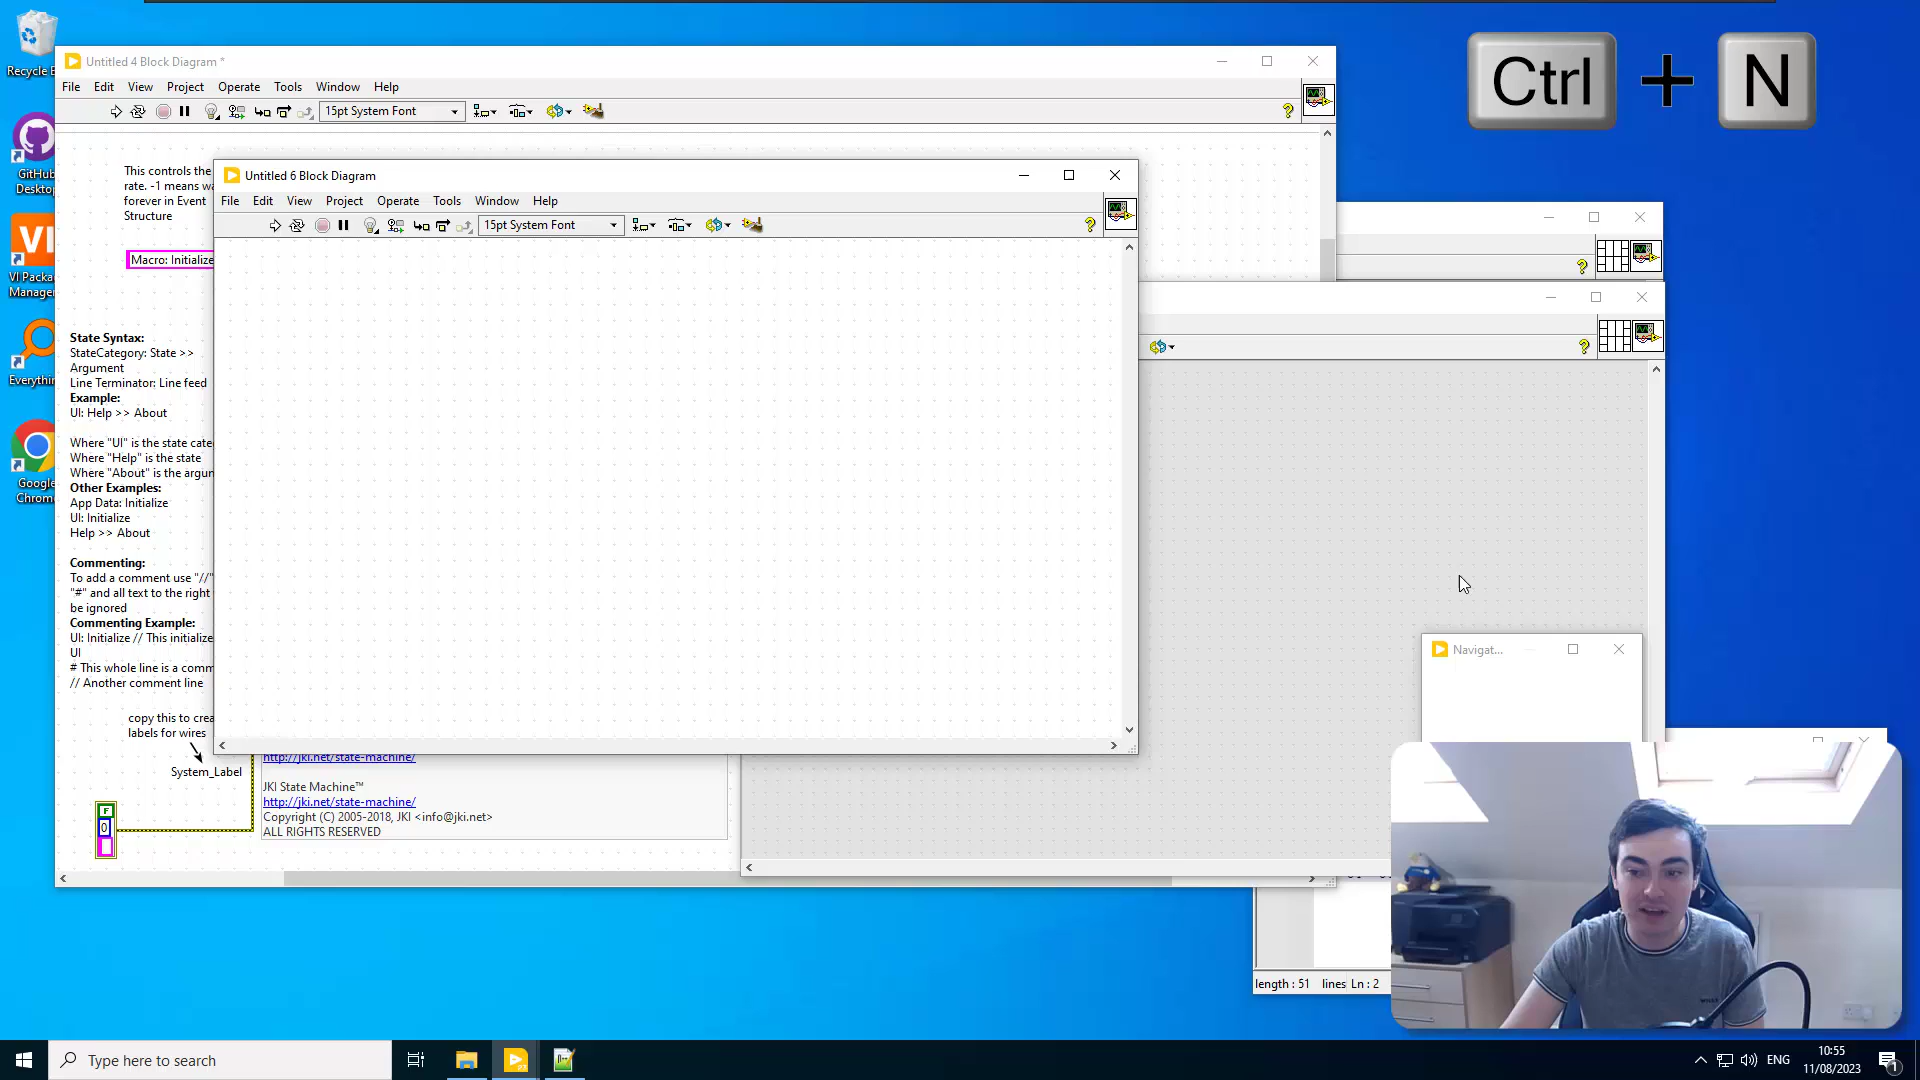 Recycle B
Untitled 4 Block Diagram *
File Edit View Project Operate Tools Window Help
15pt System Font
Ctrl + N
This controls the
rate. -1 means wa
forever in Event
Structure
Macro: Initialize
GitHub
Deskto
Untitled 6 Block Diagram
File Edit View Project Operate Tools Window Help
15pt System Font
VI
VI Packa
Manager
Everythin
Google
Chrome
State Syntax:
StateCategory: State >>
Argument
Line Terminator: Line feed
Example:
UI: Help >> About
Where "UI" is the state cate
Where "Help" is the state
Where "About" is the argun
Other Examples:
App Data: Initialize
UI: Initialize
Help >> About
Commenting:
To add a comment use "//"
"#" and all text to the right
be ignored
Commenting Example:
UI: Initialize // This initialize
UI
# This whole line is a comm
// Another comment line
copy this to crea
labels for wires
System_Label
F
0
http://jki.net/state-machine/
JKI State Machine™
http://jki.net/state-machine/
Copyright (C) 2005-2018, JKI <info@jki.net>
ALL RIGHTS RESERVED
Navigat...
length : 51 lines Ln : 2
Type here to search
ENG
10:55
11/08/2023
1